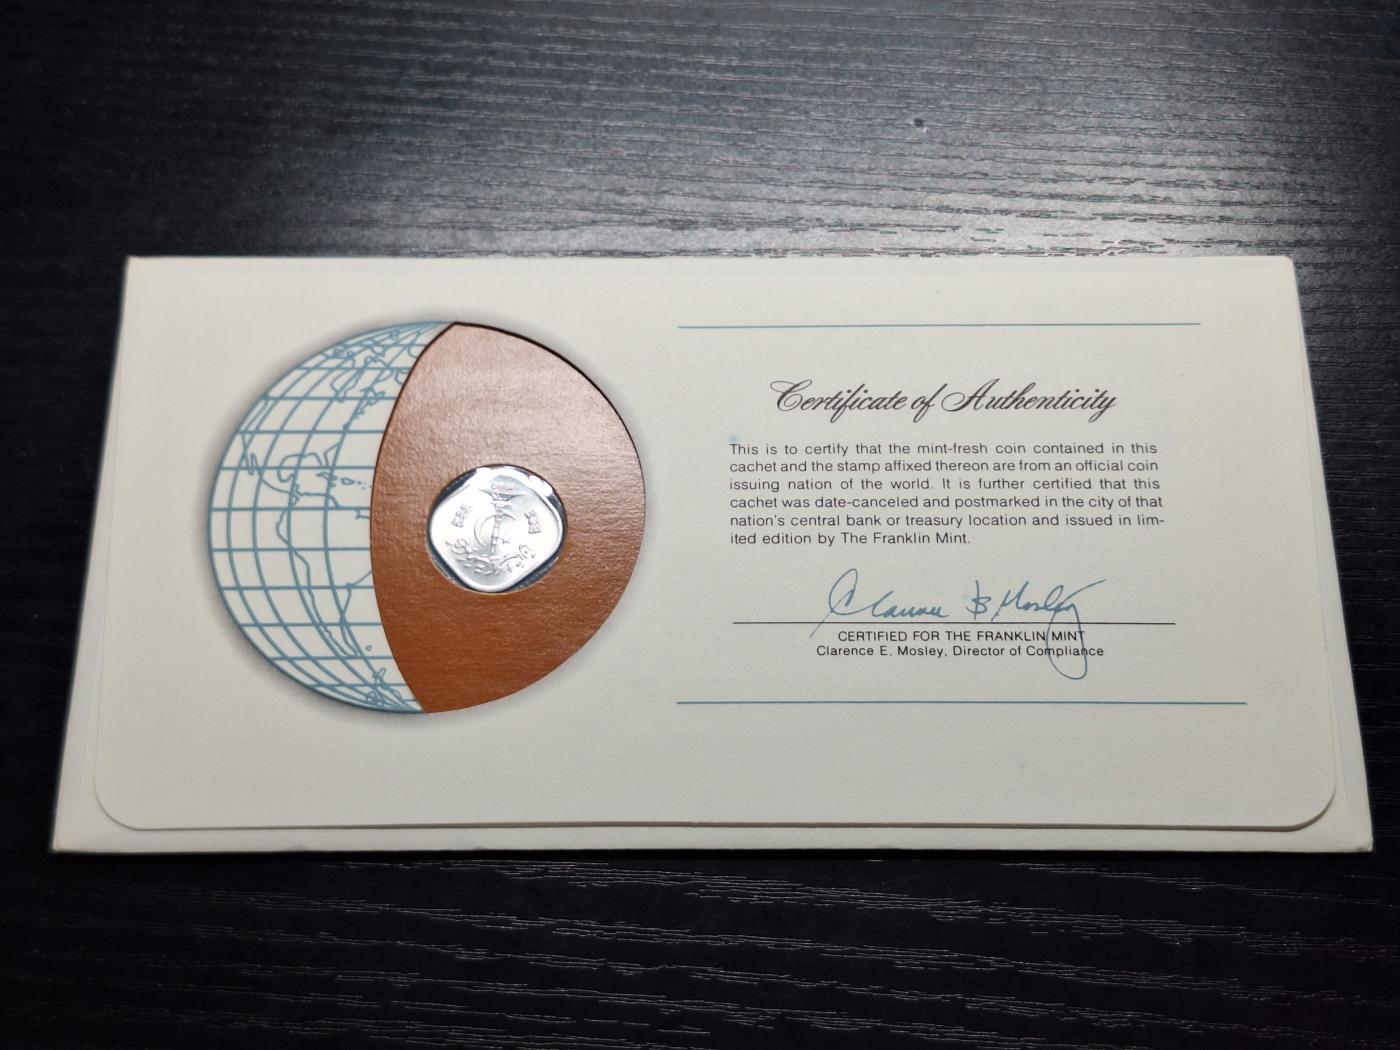 Certificate of Authenticity
This is to certify that the mint-fresh coin contained in this
cachet and the stamp affixed thereon are from an official coin
issuing nation of the world. It is further certified that this
cachet was date-canceled and postmarked in the city of that
nation's central bank or treasury location and issued in lim-
ited edition by The Franklin Mint.
Clarence E Mosley
CERTIFIED FOR THE FRANKLIN MINT
Clarence E. Mosley, Director of Compliance